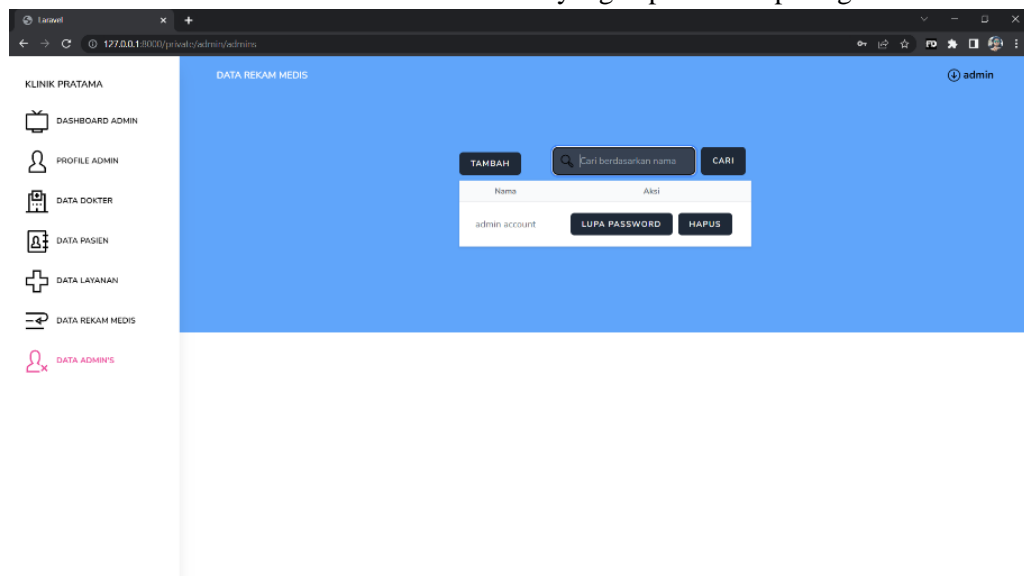 Laravel
127.0.0.1:8000/private/admin/admins
KLINIK PRATAMA
DASHBOARD ADMIN
PROFILE ADMIN
DATA DOKTER
DATA PASIEN
DATA LAYANAN
DATA REKAM MEDIS
DATA ADMIN'S
DATA REKAM MEDIS
admin
TAMBAH
Cari berdasarkan nama
CARI
Nama Aksi
admin account LUPA PASSWORD HAPUS